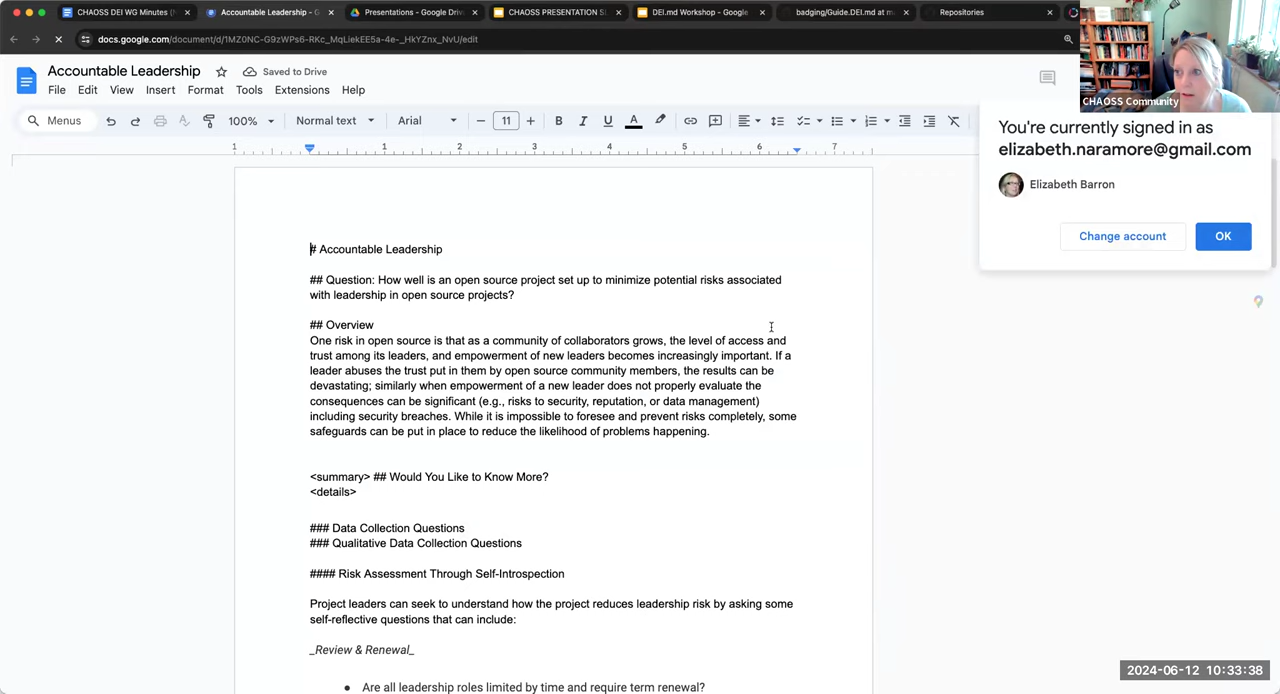 CHAOSS DEI WG Minutes (
Accountable Leadership - G
Presentations - Google Driv
CHAOSS PRESENTATION S
DEI.md Workshop - Google
badging/Guide.DEI.md at m
Repositories
docs.google.com/document/d/1MZ0NC-G9zWPs6-RKc_MqLiekEE5a-4e-_HkYZnx_NvU/edit
Accountable Leadership
Saved to Drive
File Edit View Insert Format Tools Extensions Help
Menus 100% Normal text Arial 11 B I U A
1 1 2 3 4 5 6 7
CHAOSS Community
You're currently signed in as
elizabeth.naramore@gmail.com
Elizabeth Barron
Change account OK
# Accountable Leadership
## Question: How well is an open source project set up to minimize potential risks associated
with leadership in open source projects?
## Overview
One risk in open source is that as a community of collaborators grows, the level of access and
trust among its leaders, and empowerment of new leaders becomes increasingly important. If a
leader abuses the trust put in them by open source community members, the results can be
devastating; similarly when empowerment of a new leader does not properly evaluate the
consequences can be significant (e.g., risks to security, reputation, or data management)
including security breaches. While it is impossible to foresee and prevent risks completely, some
safeguards can be put in place to reduce the likelihood of problems happening.
<summary> ## Would You Like to Know More?
<details>
### Data Collection Questions
### Qualitative Data Collection Questions
#### Risk Assessment Through Self-Introspection
Project leaders can seek to understand how the project reduces leadership risk by asking some
self-reflective questions that can include:
_Review & Renewal_
● Are all leadership roles limited by time and require term renewal?
2024-06-12 10:33:38